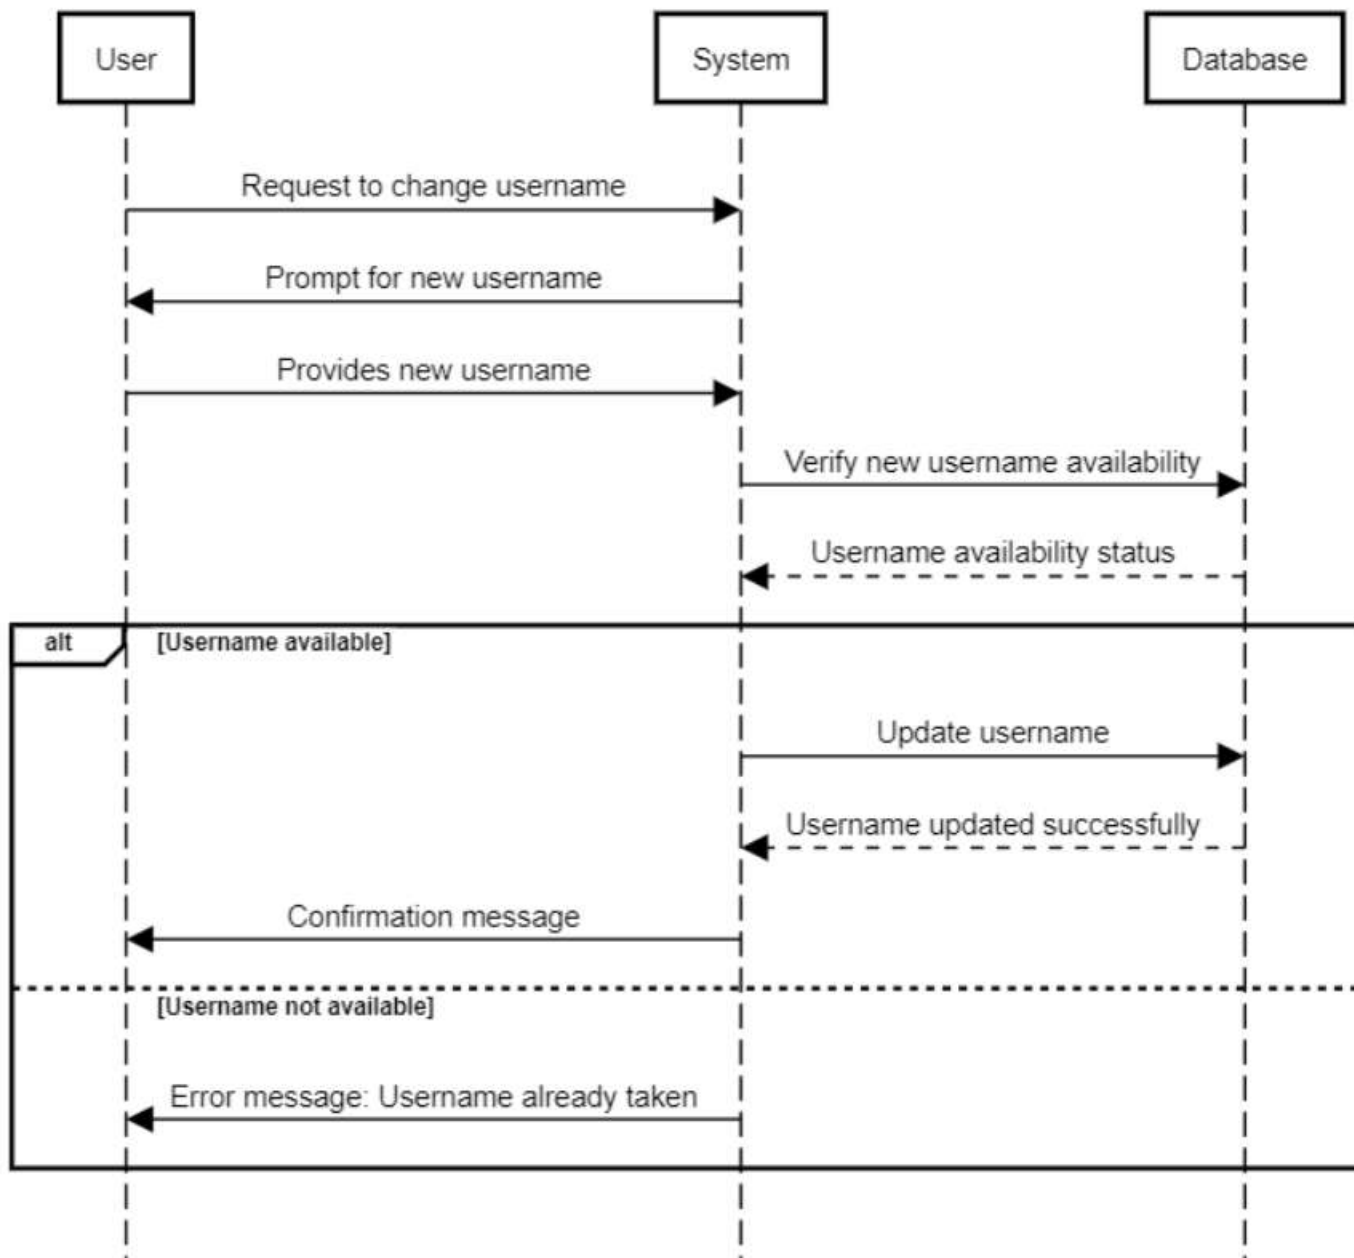 User
System
Database
Request to change username
Prompt for new username
Provides new username
Verify new username availability
Username availability status
alt
[Username available]
Update username
Username updated successfully
Confirmation message
[Username not available]
Error message: Username already taken